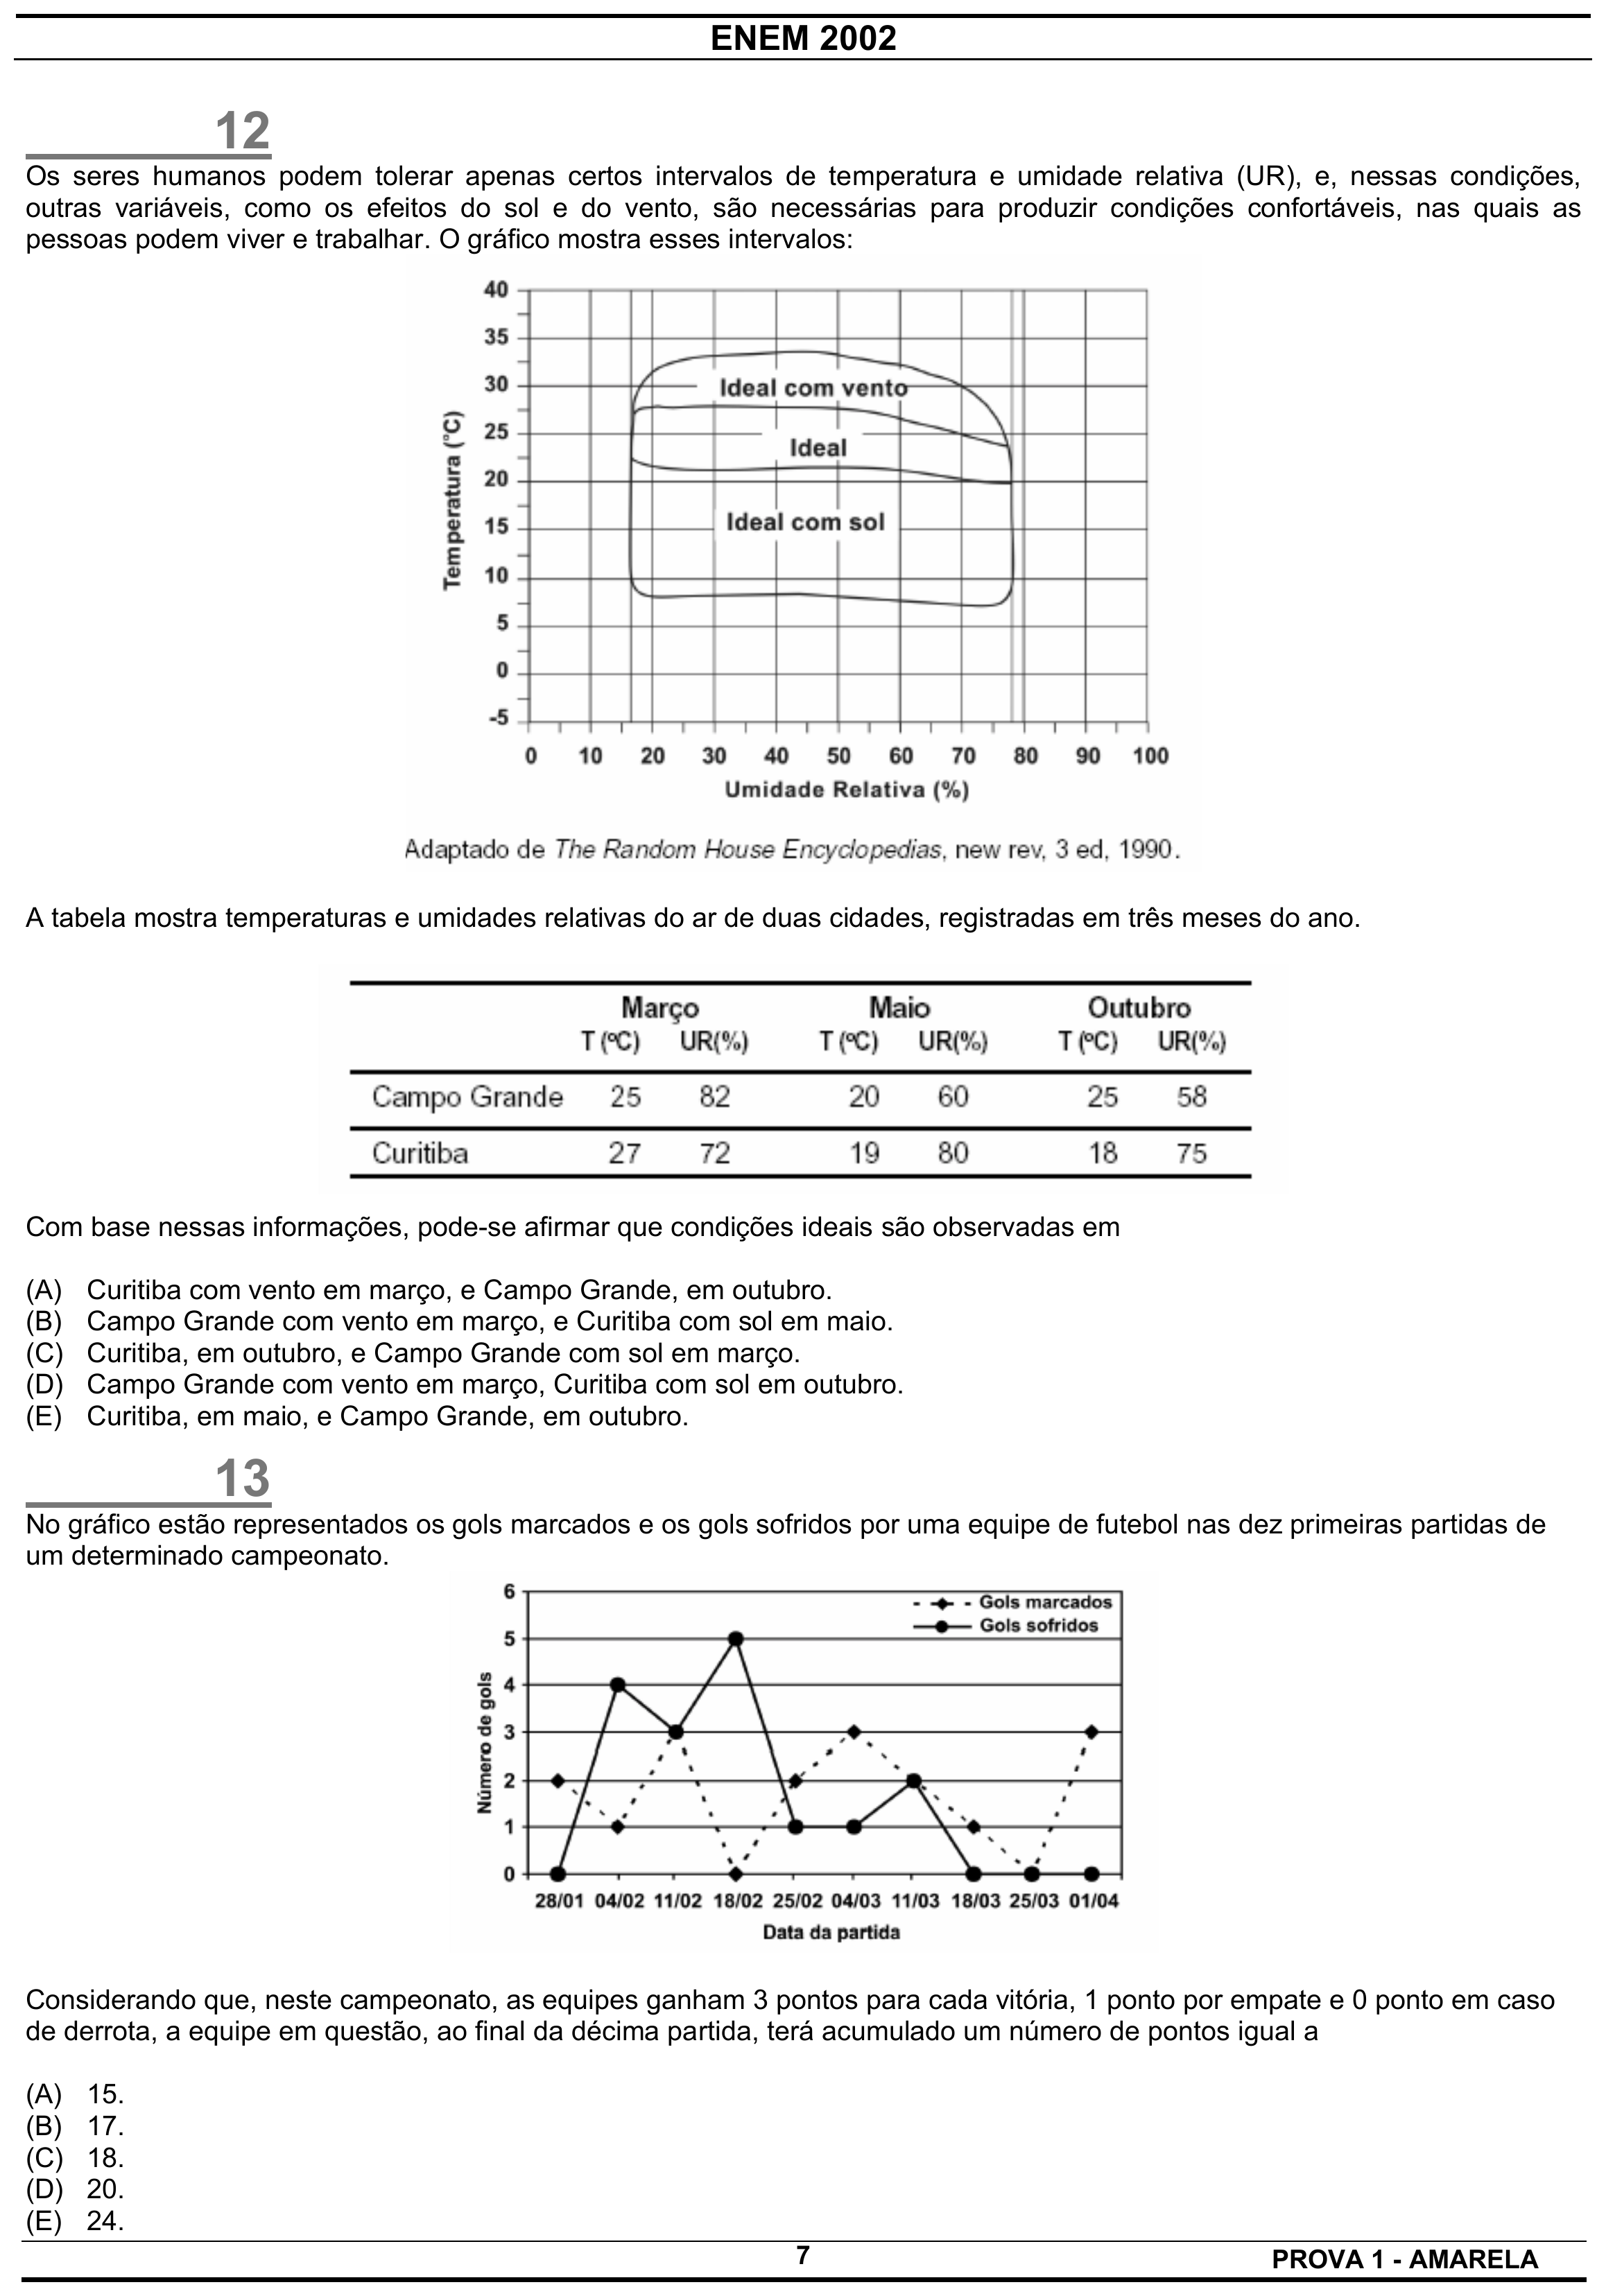 ENEM 2002
12
Os seres humanos podem tolerar apenas certos intervalos de temperatura e umidade relativa (UR), e, nessas condições,
outras variáveis, como os efeitos do sol e do vento, são necessárias para produzir condições confortáveis, nas quais as
pessoas podem viver e trabalhar. O gráfico mostra esses intervalos:
40
35
30
25
20
15
10
5
0
-5
Temperatura (°C)
Ideal com vento
Ideal
Ideal com sol
0 10 20 30 40 50 60 70 80 90 100
Umidade Relativa (%)
Adaptado de The Random House Encyclopedias, new rev, 3 ed, 1990.
A tabela mostra temperaturas e umidades relativas do ar de duas cidades, registradas em três meses do ano.
Março Maio Outubro
T (ºC) UR(%) T (ºC) UR(%) T (ºC) UR(%)
Campo Grande 25 82 20 60 25 58
Curitiba 27 72 19 80 18 75
Com base nessas informações, pode-se afirmar que condições ideais são observadas em
(A) Curitiba com vento em março, e Campo Grande, em outubro.
(B) Campo Grande com vento em março, e Curitiba com sol em maio.
(C) Curitiba, em outubro, e Campo Grande com sol em março.
(D) Campo Grande com vento em março, Curitiba com sol em outubro.
(E) Curitiba, em maio, e Campo Grande, em outubro.
13
No gráfico estão representados os gols marcados e os gols sofridos por uma equipe de futebol nas dez primeiras partidas de
um determinado campeonato.
6
5
4
3
2
1
0
Número de gols
Gols marcados
Gols sofridos
28/01 04/02 11/02 18/02 25/02 04/03 11/03 18/03 25/03 01/04
Data da partida
Considerando que, neste campeonato, as equipes ganham 3 pontos para cada vitória, 1 ponto por empate e 0 ponto em caso
de derrota, a equipe em questão, ao final da décima partida, terá acumulado um número de pontos igual a
(A) 15.
(B) 17.
(C) 18.
(D) 20.
(E) 24.
7
PROVA 1 - AMARELA